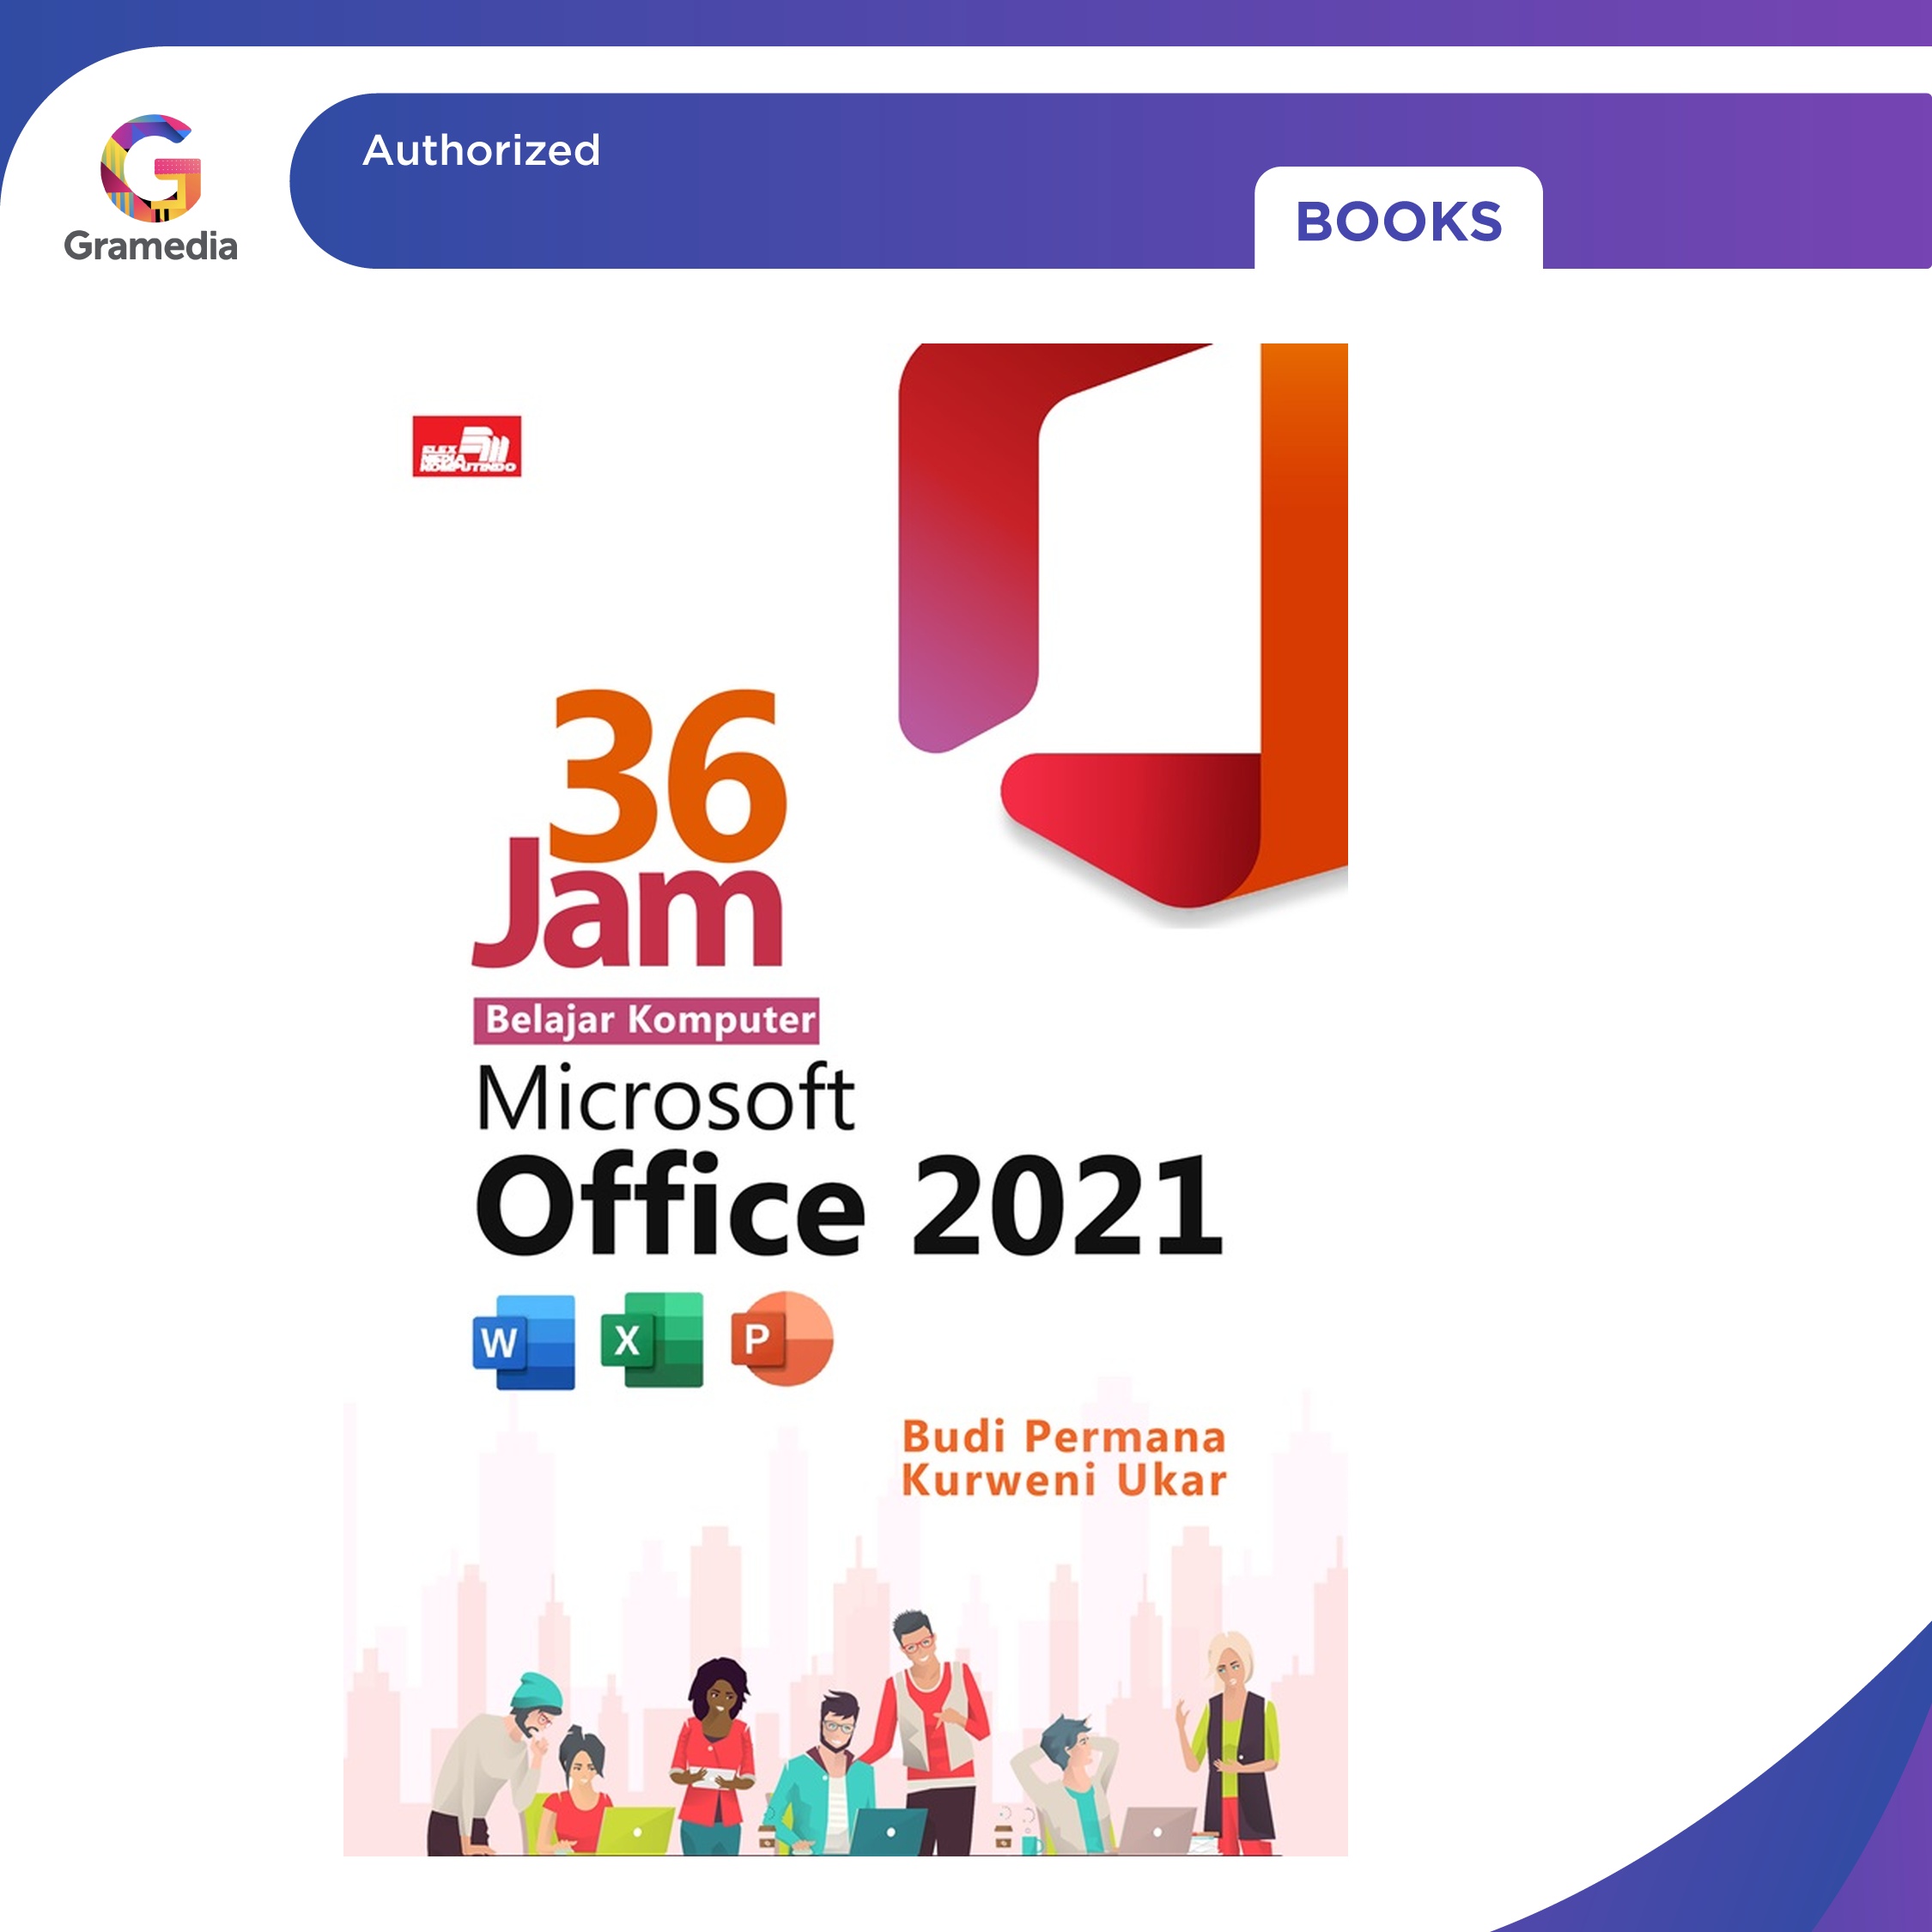 Authorized
BOOKS
Gramedia
ELEX
MEDIA
KOMPUTINDO
36
Jam
Belajar Komputer
Microsoft
Office 2021
W X P
Budi Permana
Kurweni Ukar